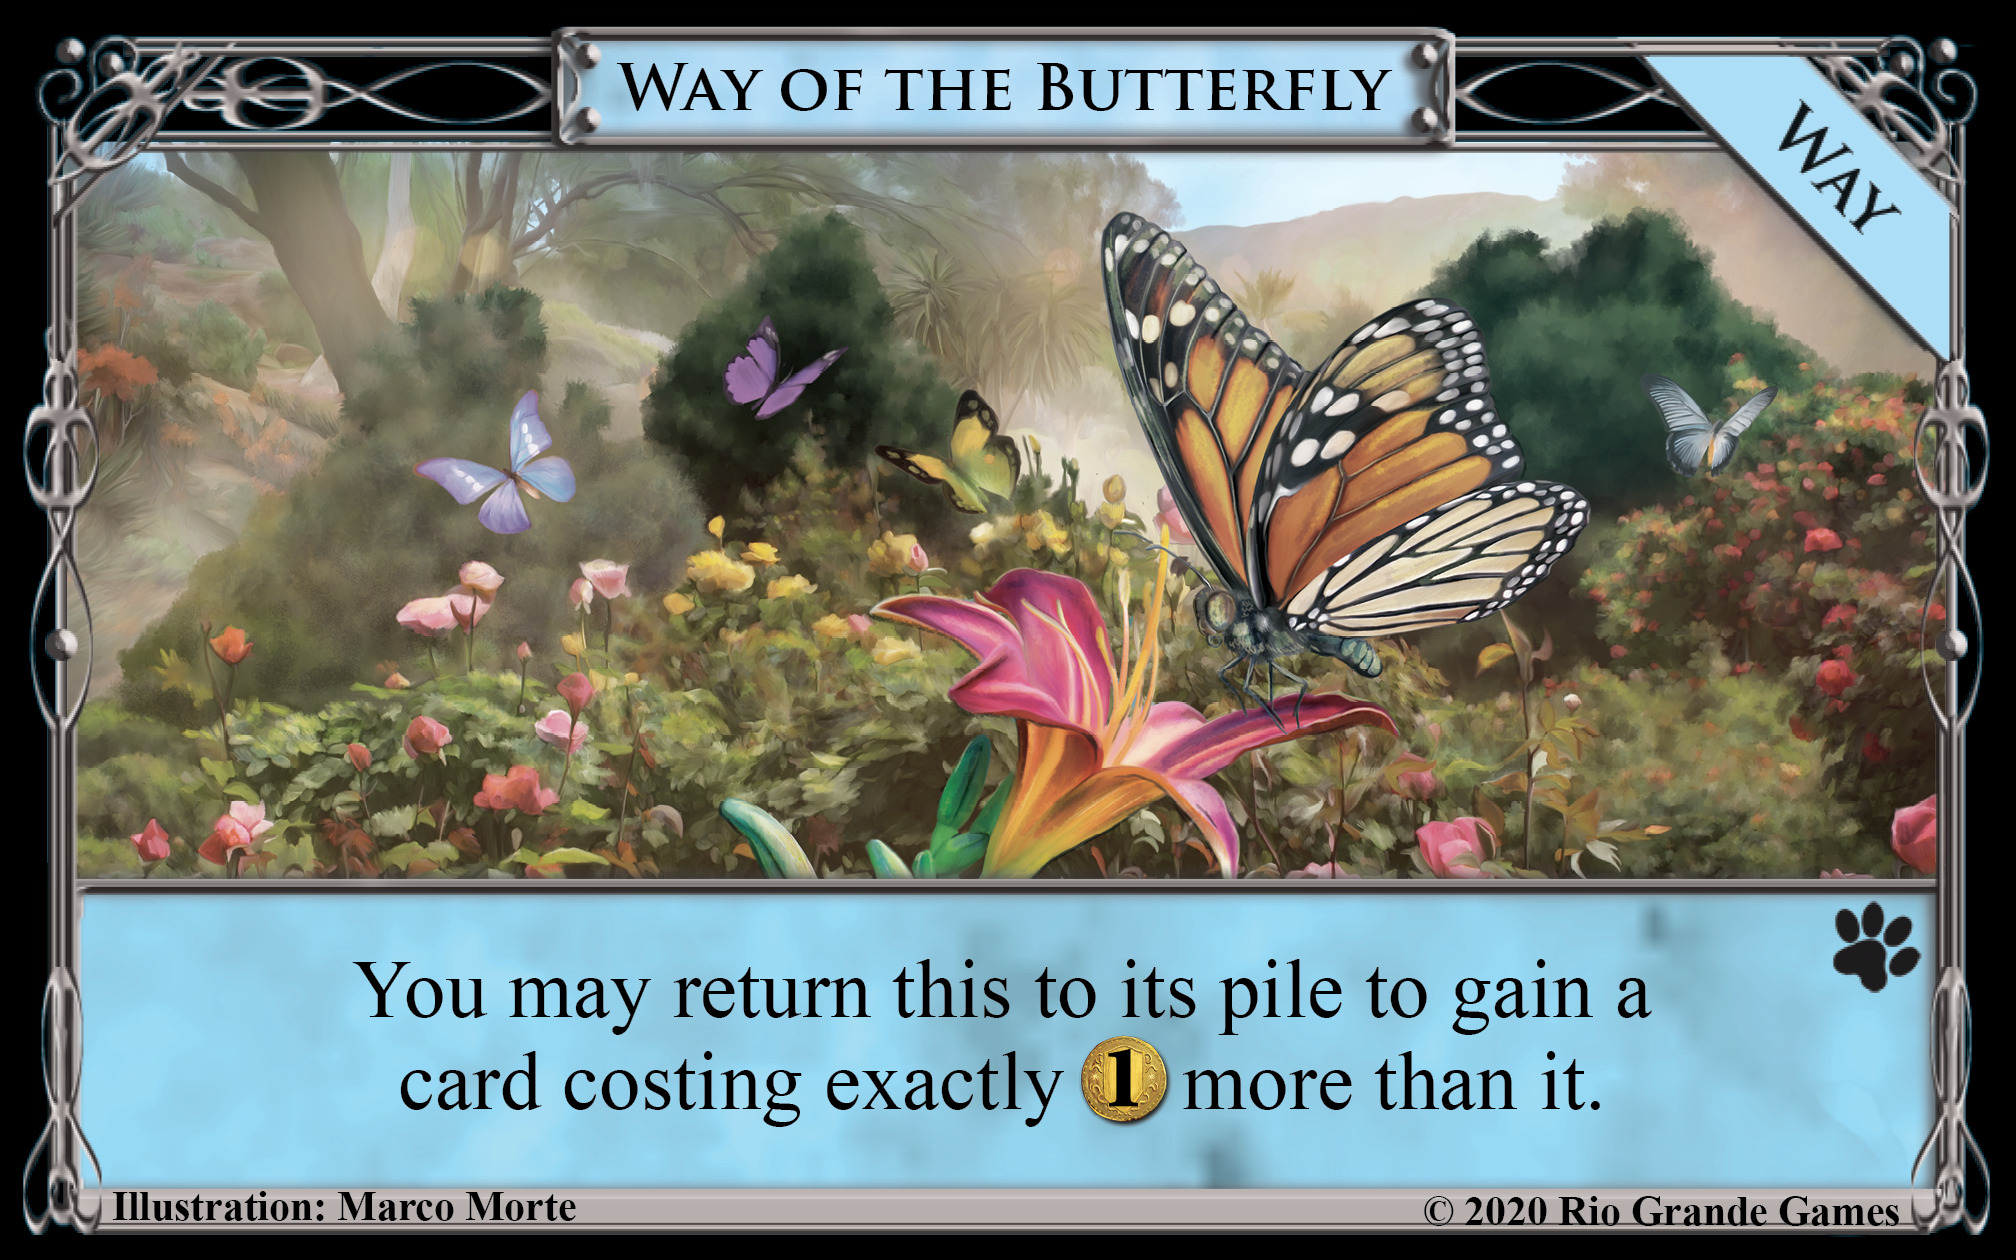 WAY OF THE BUTTERFLY
WAY
You may return this to its pile to gain a
card costing exactly 1 more than it.
Illustration: Marco Morte
© 2020 Rio Grande Games